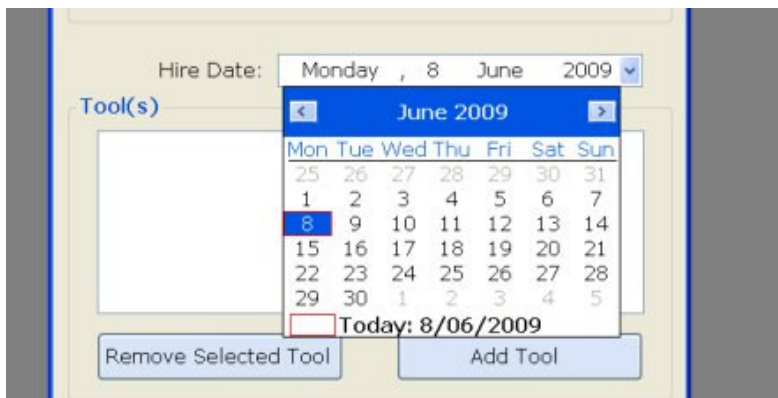 Hire Date: Monday , 8 June 2009
Tool(s)
June 2009
Mon Tue Wed Thu Fri Sat Sun
25 26 27 28 29 30 31
1 2 3 4 5 6 7
8 9 10 11 12 13 14
15 16 17 18 19 20 21
22 23 24 25 26 27 28
29 30 1 2 3 4 5
Today: 8/06/2009
Remove Selected Tool Add Tool